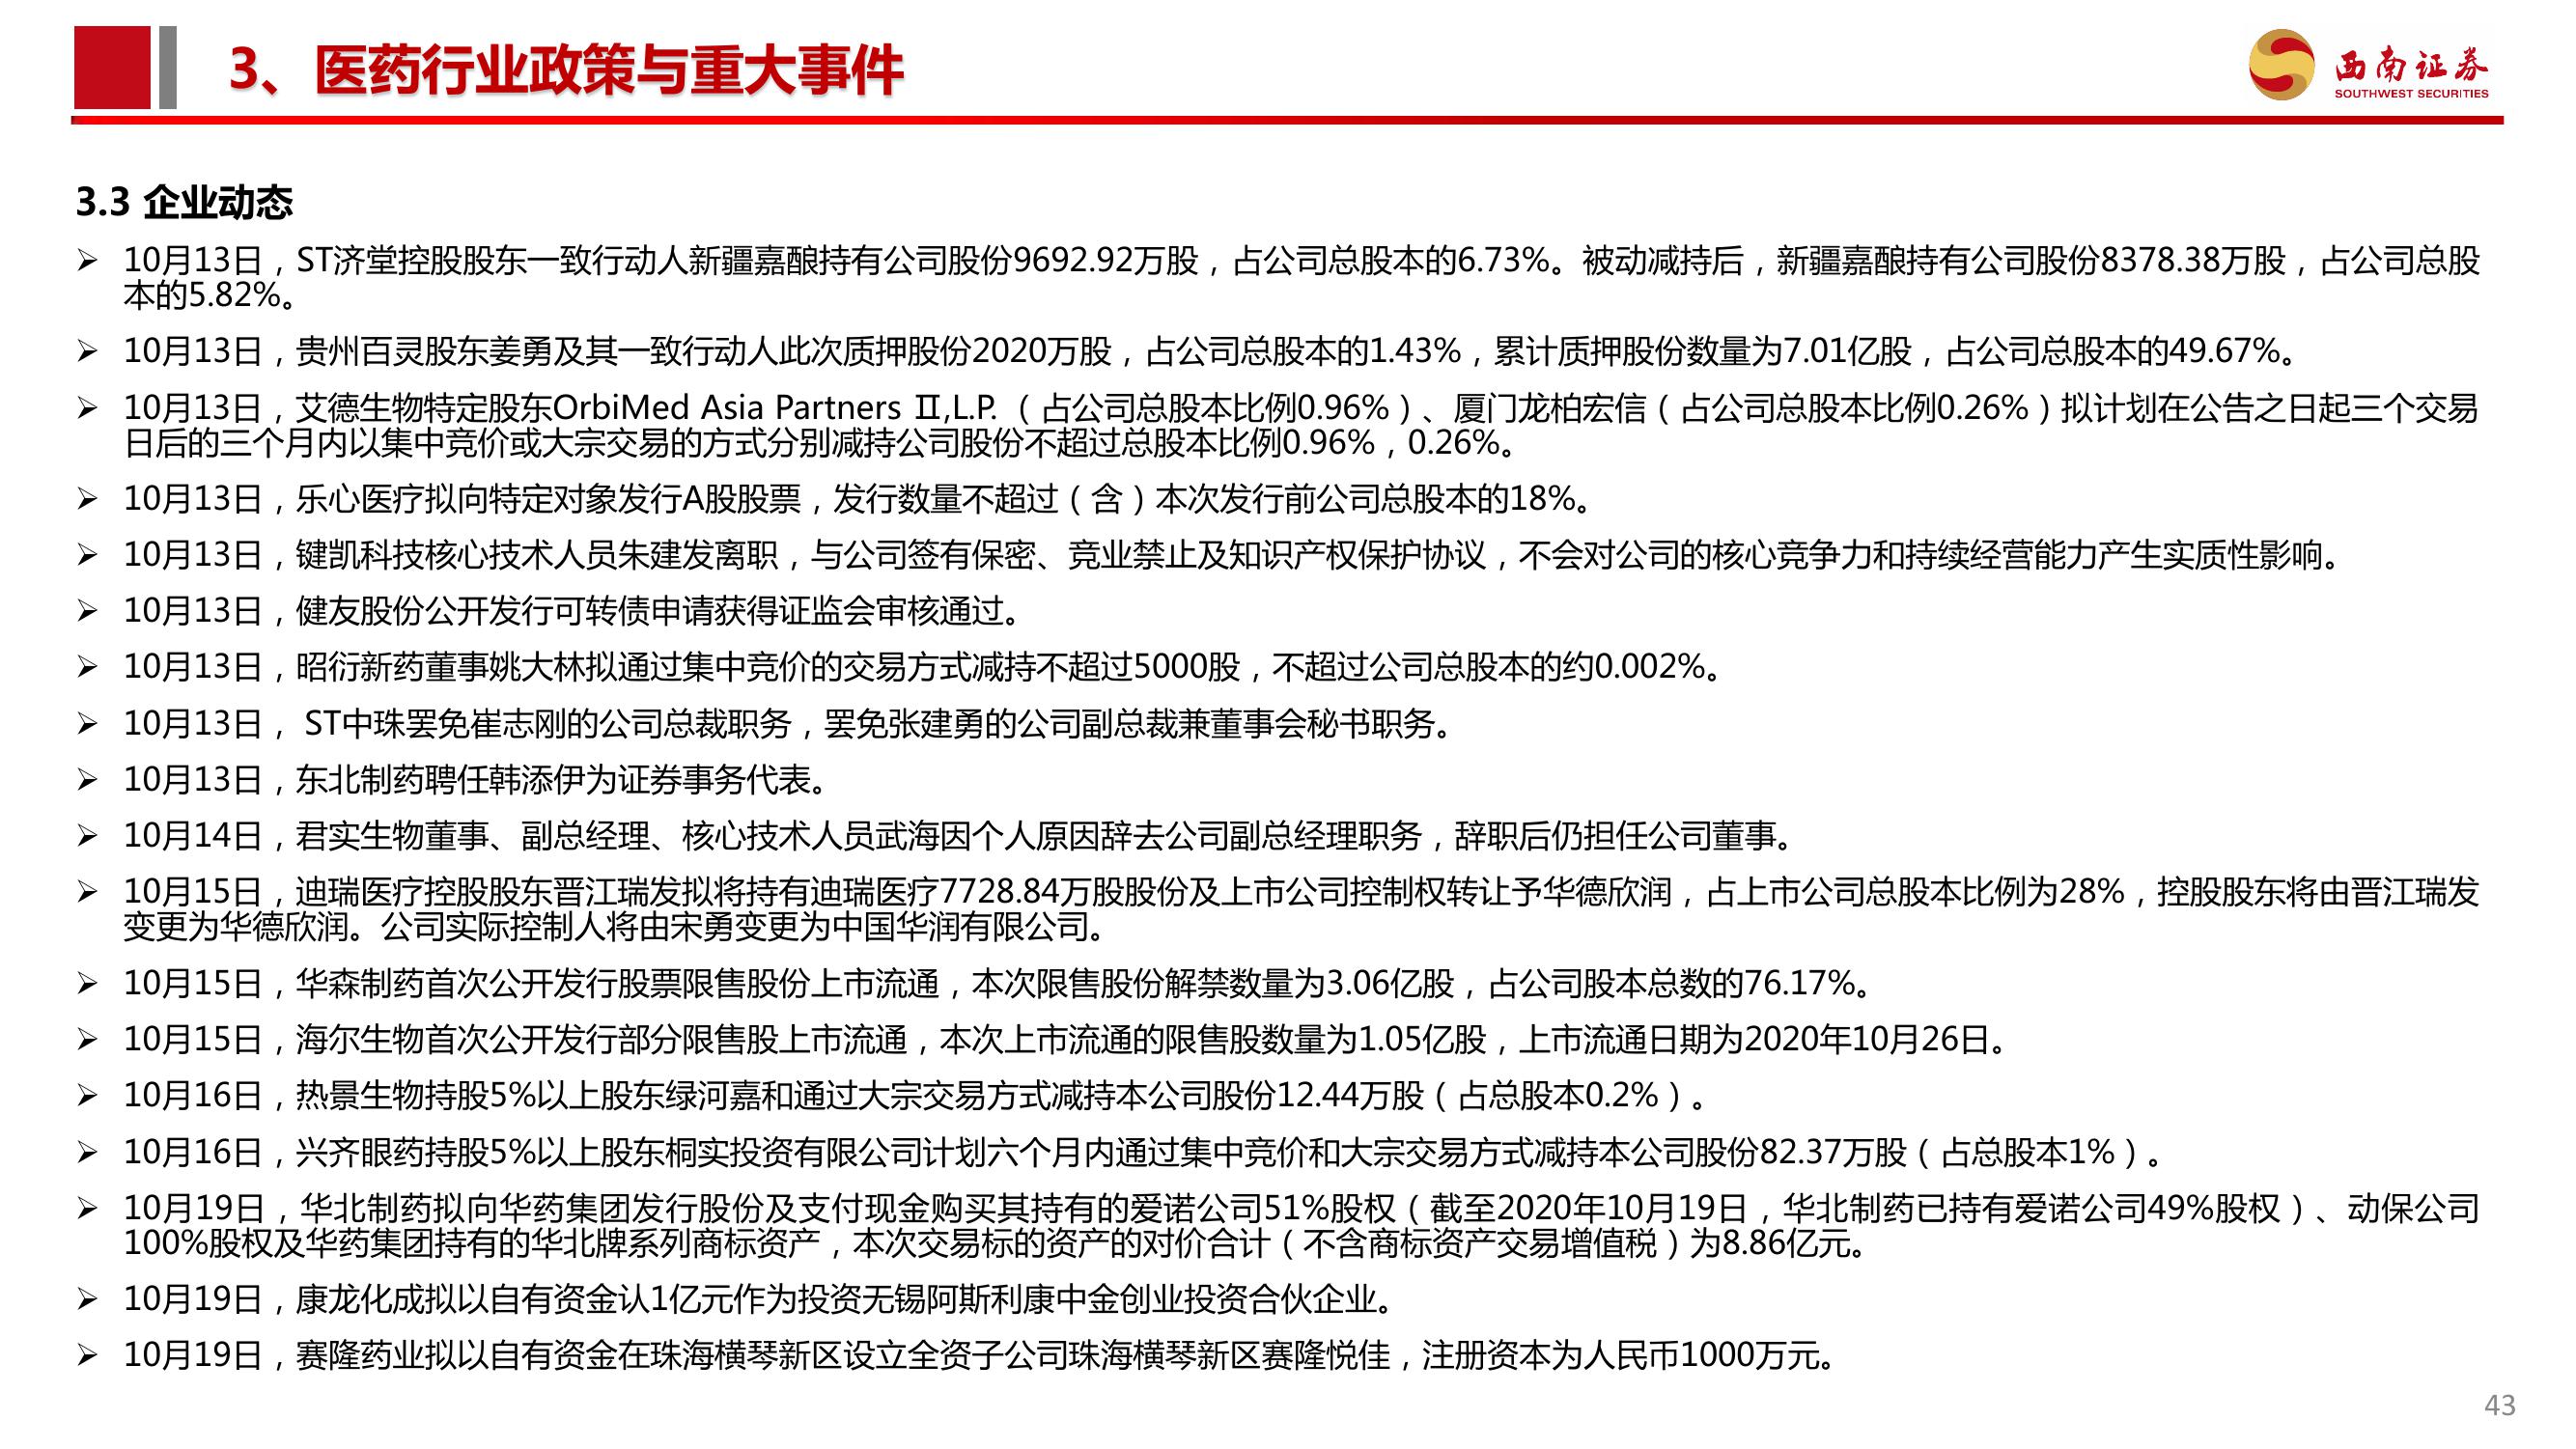 3、医药行业政策与重大事件
西南证券
SOUTHWEST SECURITIES
3.3 企业动态
➢ 10月13日，ST济堂控股股东一致行动人新疆嘉酿持有公司股份9692.92万股，占公司总股本的6.73%。被动减持后，新疆嘉酿持有公司股份8378.38万股，占公司总股
本的5.82%。
➢ 10月13日，贵州百灵股东姜勇及其一致行动人此次质押股份2020万股，占公司总股本的1.43%，累计质押股份数量为7.01亿股，占公司总股本的49.67%。
➢ 10月13日，艾德生物特定股东OrbiMed Asia Partners Ⅱ,L.P.（占公司总股本比例0.96%）、厦门龙柏宏信（占公司总股本比例0.26%）拟计划在公告之日起三个交易
日后的三个月内以集中竞价或大宗交易的方式分别减持公司股份不超过总股本比例0.96%，0.26%。
➢ 10月13日，乐心医疗拟向特定对象发行A股股票，发行数量不超过（含）本次发行前公司总股本的18%。
➢ 10月13日，键凯科技核心技术人员朱建发离职，与公司签有保密、竞业禁止及知识产权保护协议，不会对公司的核心竞争力和持续经营能力产生实质性影响。
➢ 10月13日，健友股份公开发行可转债申请获得证监会审核通过。
➢ 10月13日，昭衍新药董事姚大林拟通过集中竞价的交易方式减持不超过5000股，不超过公司总股本的约0.002%。
➢ 10月13日， ST中珠罢免崔志刚的公司总裁职务，罢免张建勇的公司副总裁兼董事会秘书职务。
➢ 10月13日，东北制药聘任韩添伊为证券事务代表。
➢ 10月14日，君实生物董事、副总经理、核心技术人员武海因个人原因辞去公司副总经理职务，辞职后仍担任公司董事。
➢ 10月15日，迪瑞医疗控股股东晋江瑞发拟将持有迪瑞医疗7728.84万股股份及上市公司控制权转让予华德欣润，占上市公司总股本比例为28%，控股股东将由晋江瑞发
变更为华德欣润。公司实际控制人将由宋勇变更为中国华润有限公司。
➢ 10月15日，华森制药首次公开发行股票限售股份上市流通，本次限售股份解禁数量为3.06亿股，占公司股本总数的76.17%。
➢ 10月15日，海尔生物首次公开发行部分限售股上市流通，本次上市流通的限售股数量为1.05亿股，上市流通日期为2020年10月26日。
➢ 10月16日，热景生物持股5%以上股东绿河嘉和通过大宗交易方式减持本公司股份12.44万股（占总股本0.2%）。
➢ 10月16日，兴齐眼药持股5%以上股东桐实投资有限公司计划六个月内通过集中竞价和大宗交易方式减持本公司股份82.37万股（占总股本1%）。
➢ 10月19日，华北制药拟向华药集团发行股份及支付现金购买其持有的爱诺公司51%股权（截至2020年10月19日，华北制药已持有爱诺公司49%股权）、动保公司
100%股权及华药集团持有的华北牌系列商标资产，本次交易标的资产的对价合计（不含商标资产交易增值税）为8.86亿元。
➢ 10月19日，康龙化成拟以自有资金认1亿元作为投资无锡阿斯利康中金创业投资合伙企业。
➢ 10月19日，赛隆药业拟以自有资金在珠海横琴新区设立全资子公司珠海横琴新区赛隆悦佳，注册资本为人民币1000万元。
43